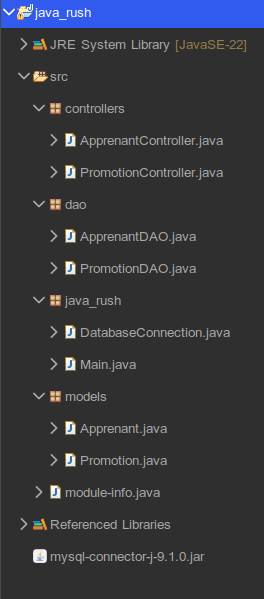 java_rush
JRE System Library [JavaSE-22]
src
controllers
ApprenantController.java
PromotionController.java
dao
ApprenantDAO.java
PromotionDAO.java
java_rush
DatabaseConnection.java
Main.java
models
Apprenant.java
Promotion.java
module-info.java
Referenced Libraries
mysql-connector-j-9.1.0.jar